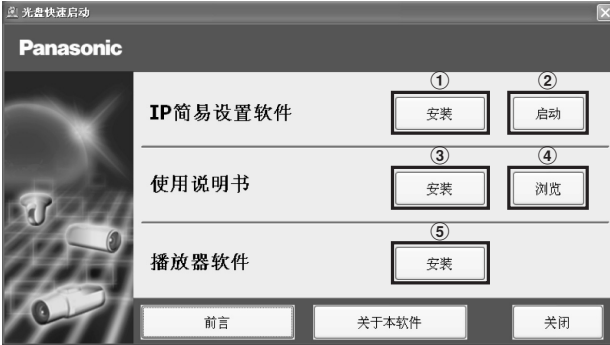 光盘快速启动
Panasonic
① ②
IP简易设置软件 安装 启动
③ ④
使用说明书 安装 浏览
⑤
播放器软件 安装
前言 关于本软件 关闭